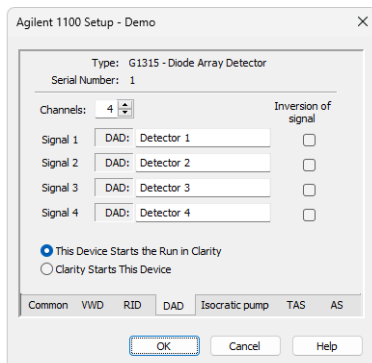 Agilent 1100 Setup - Demo
Type: G1315 - Diode Array Detector
Serial Number: 1
Channels: 4
Inversion of signal
Signal 1 DAD: Detector 1
Signal 2 DAD: Detector 2
Signal 3 DAD: Detector 3
Signal 4 DAD: Detector 4
This Device Starts the Run in Clarity
Clarity Starts This Device
Common VWD RID DAD Isocratic pump TAS AS
OK Cancel Help